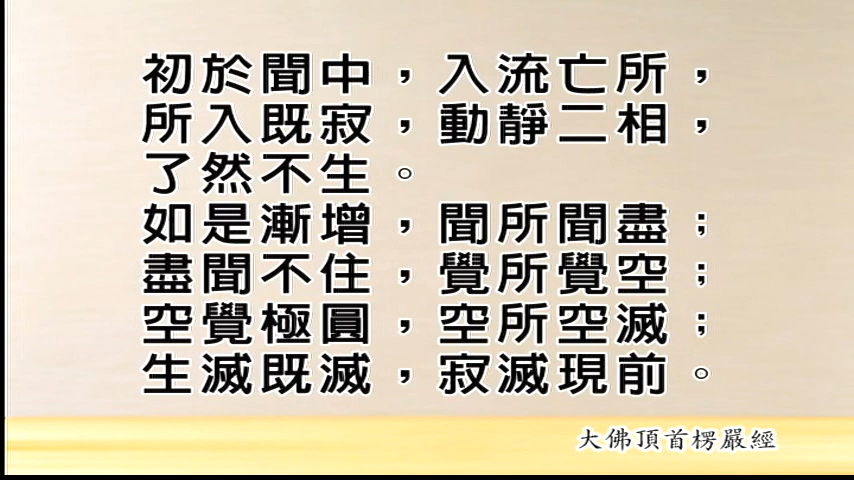 初於聞中，入流亡所，
所入既寂，動靜二相，
了然不生。
如是漸增，聞所聞盡；
盡聞不住，覺所覺空；
空覺極圓，空所空滅；
生滅既滅，寂滅現前。
大佛頂首楞嚴經